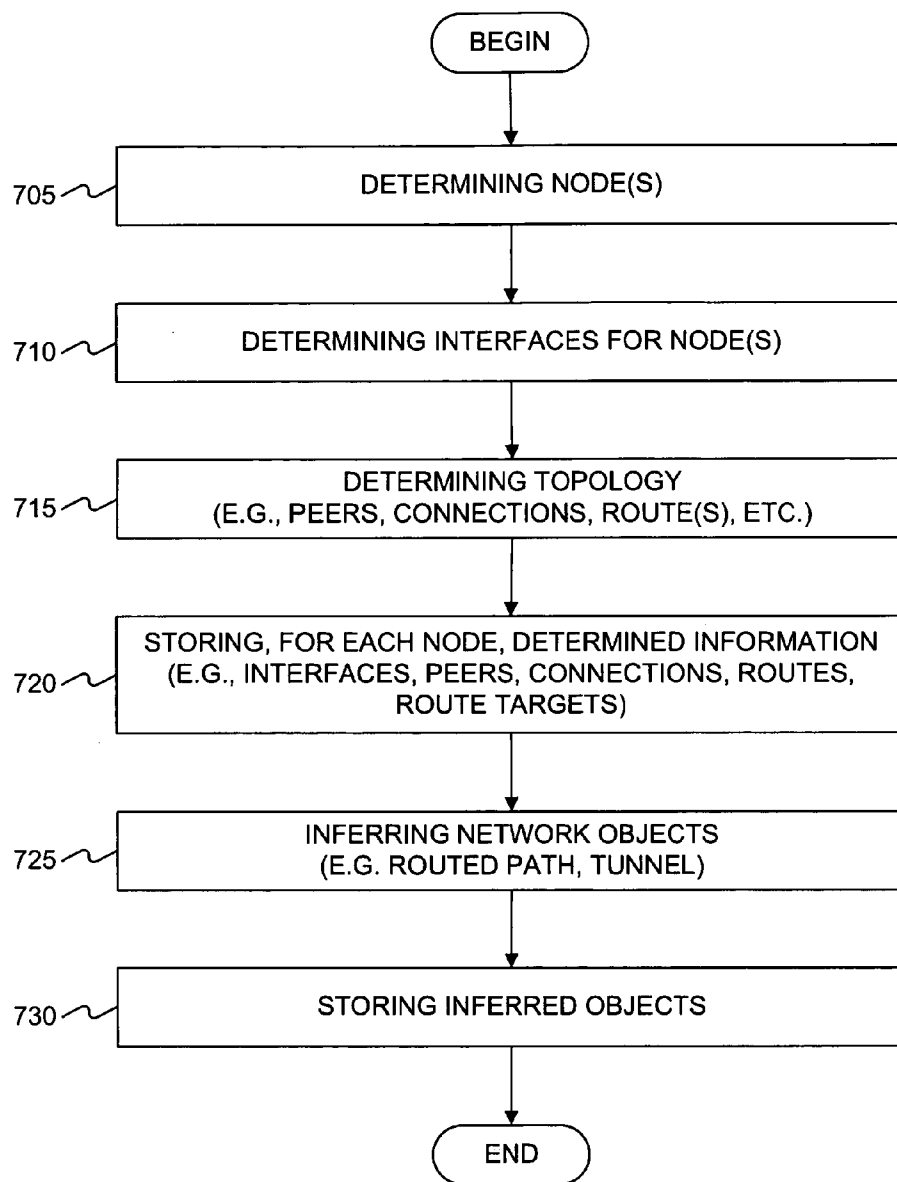 BEGIN
705
DETERMINING NODE(S)
710
DETERMINING INTERFACES FOR NODE(S)
715
DETERMINING TOPOLOGY
(E.G., PEERS, CONNECTIONS, ROUTE(S), ETC.)
720
STORING, FOR EACH NODE, DETERMINED INFORMATION
(E.G., INTERFACES, PEERS, CONNECTIONS, ROUTES,
ROUTE TARGETS)
725
INFERRING NETWORK OBJECTS
(E.G. ROUTED PATH, TUNNEL)
730
STORING INFERRED OBJECTS
END